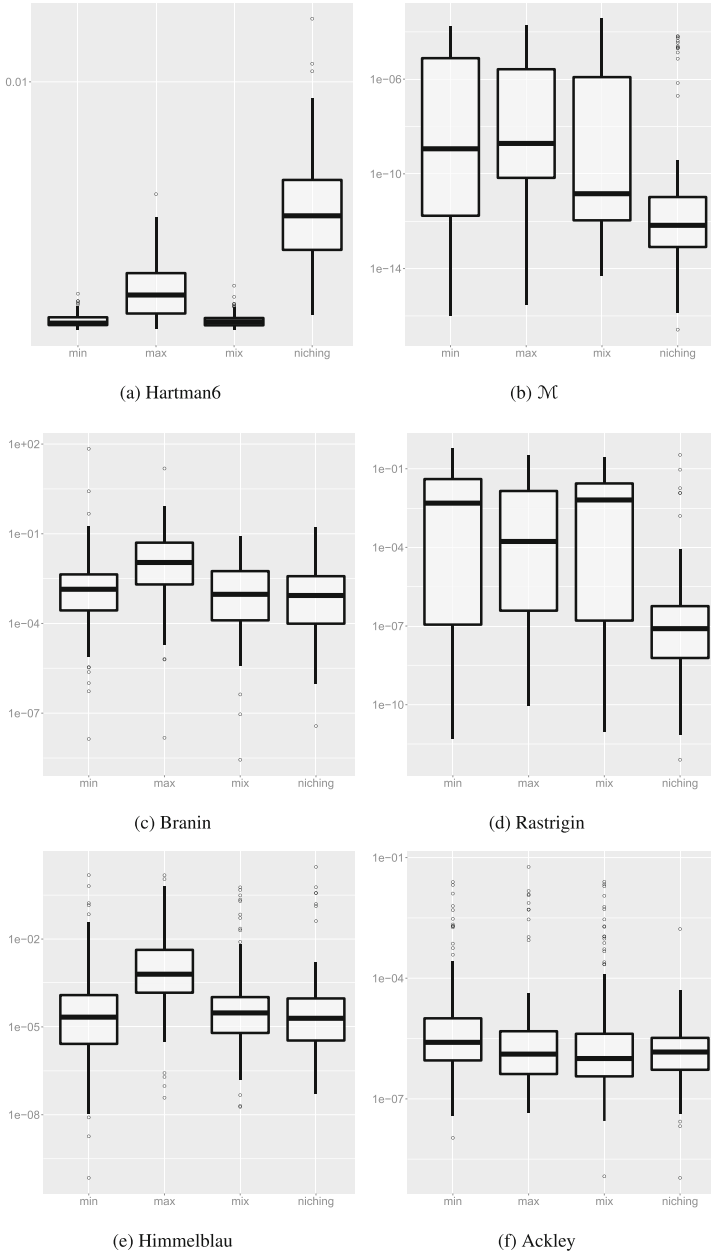 0.01
min max mix niching
(a) Hartman6
1e−06
1e−10
1e−14
min max mix niching
(b) ℳ
1e+02
1e−01
1e−04
1e−07
min max mix niching
(c) Branin
1e−01
1e−04
1e−07
1e−10
min max mix niching
(d) Rastrigin
1e−02
1e−05
1e−08
min max mix niching
(e) Himmelblau
1e−01
1e−04
1e−07
min max mix niching
(f) Ackley